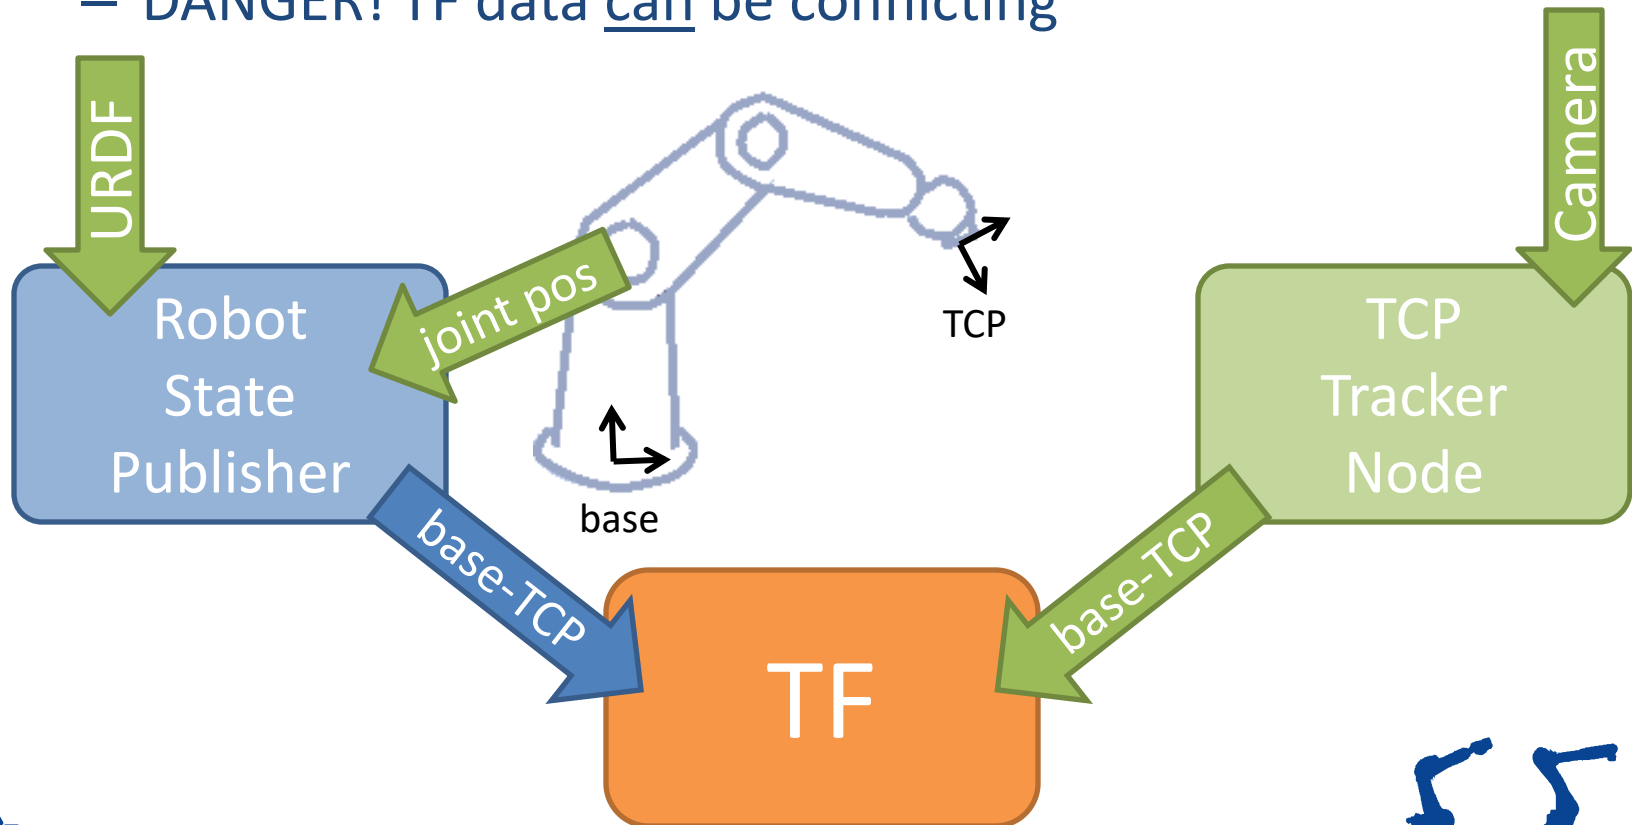 – DANGER! TF data can be conflicting
URDF
Camera
joint pos
TCP
Robot
State
Publisher
TCP
Tracker
Node
base
base-TCP
base-TCP
TF